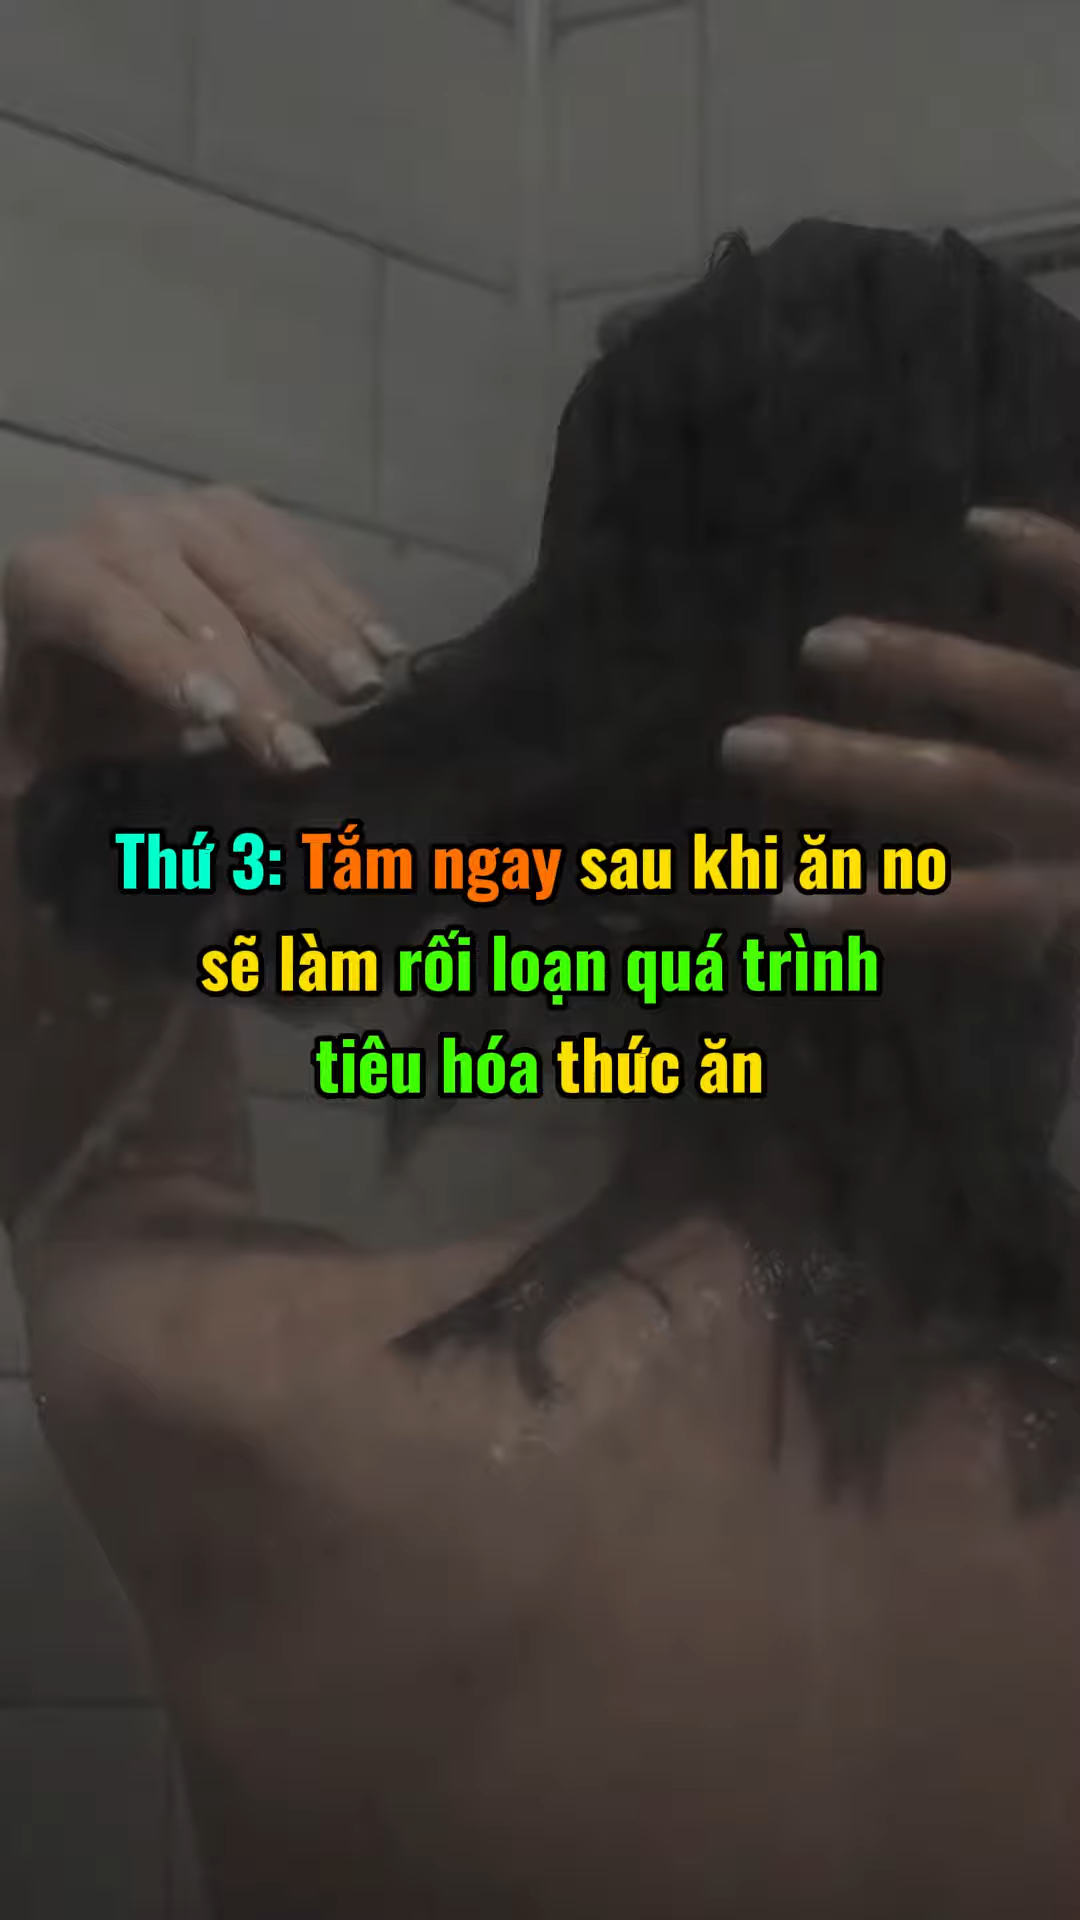 Thứ 3: Tắm ngay sau khi ăn no
sẽ làm rối loạn quá trình
tiêu hóa thức ăn